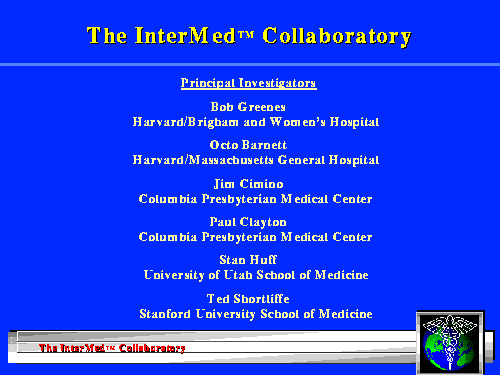 The InterMed™ Collaboratory
Principal Investigators
Bob Greenes
Harvard/Brigham and Women's Hospital
Octo Barnett
Harvard/Massachusetts General Hospital
Jim Cimino
Columbia Presbyterian Medical Center
Paul Clayton
Columbia Presbyterian Medical Center
Stan Huff
University of Utah School of Medicine
Ted Shortliffe
Stanford University School of Medicine
The InterMed™ Collaboratory